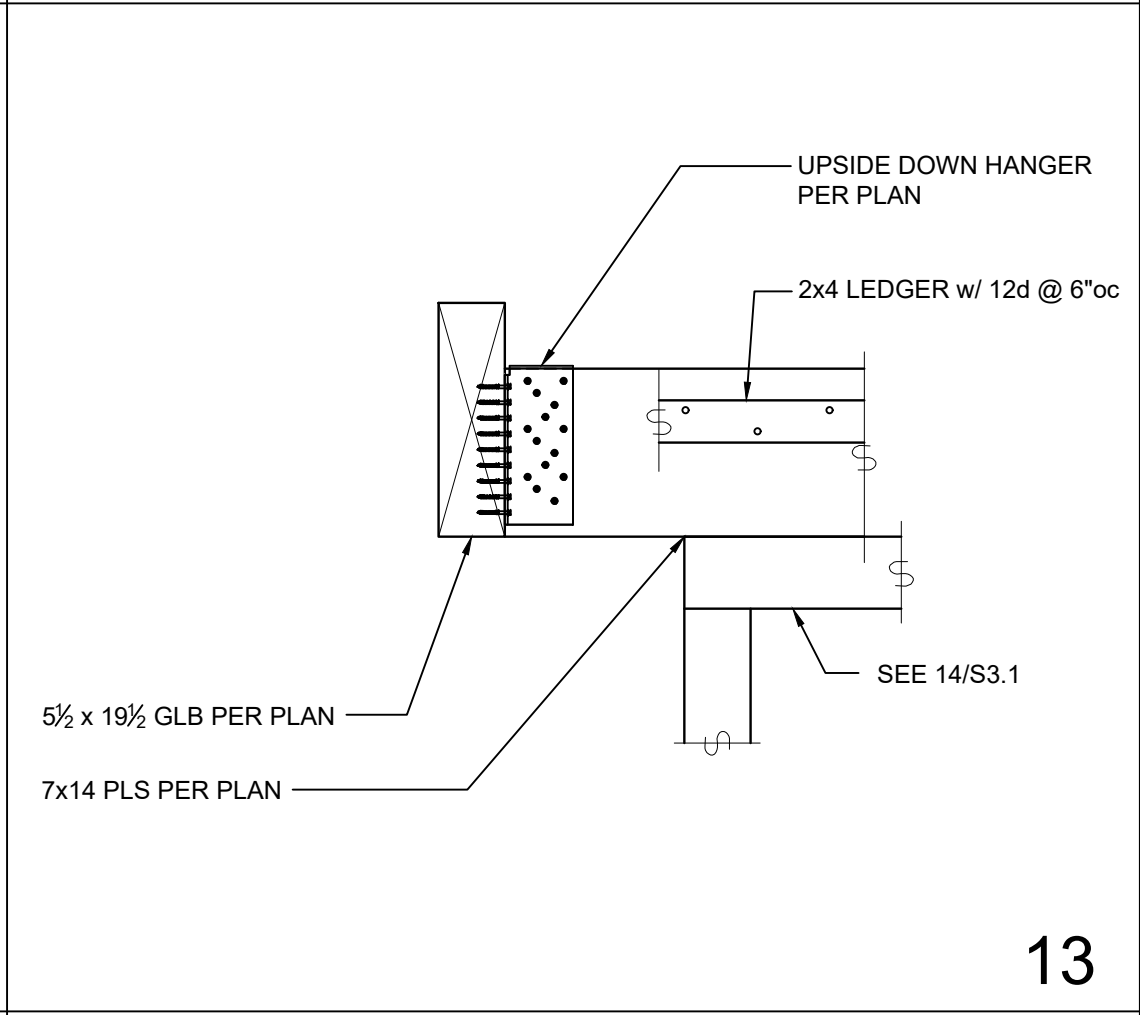 UPSIDE DOWN HANGER
PER PLAN
2x4 LEDGER w/ 12d @ 6"oc
SEE 14/S3.1
5½ x 19½ GLB PER PLAN
7x14 PLS PER PLAN
13